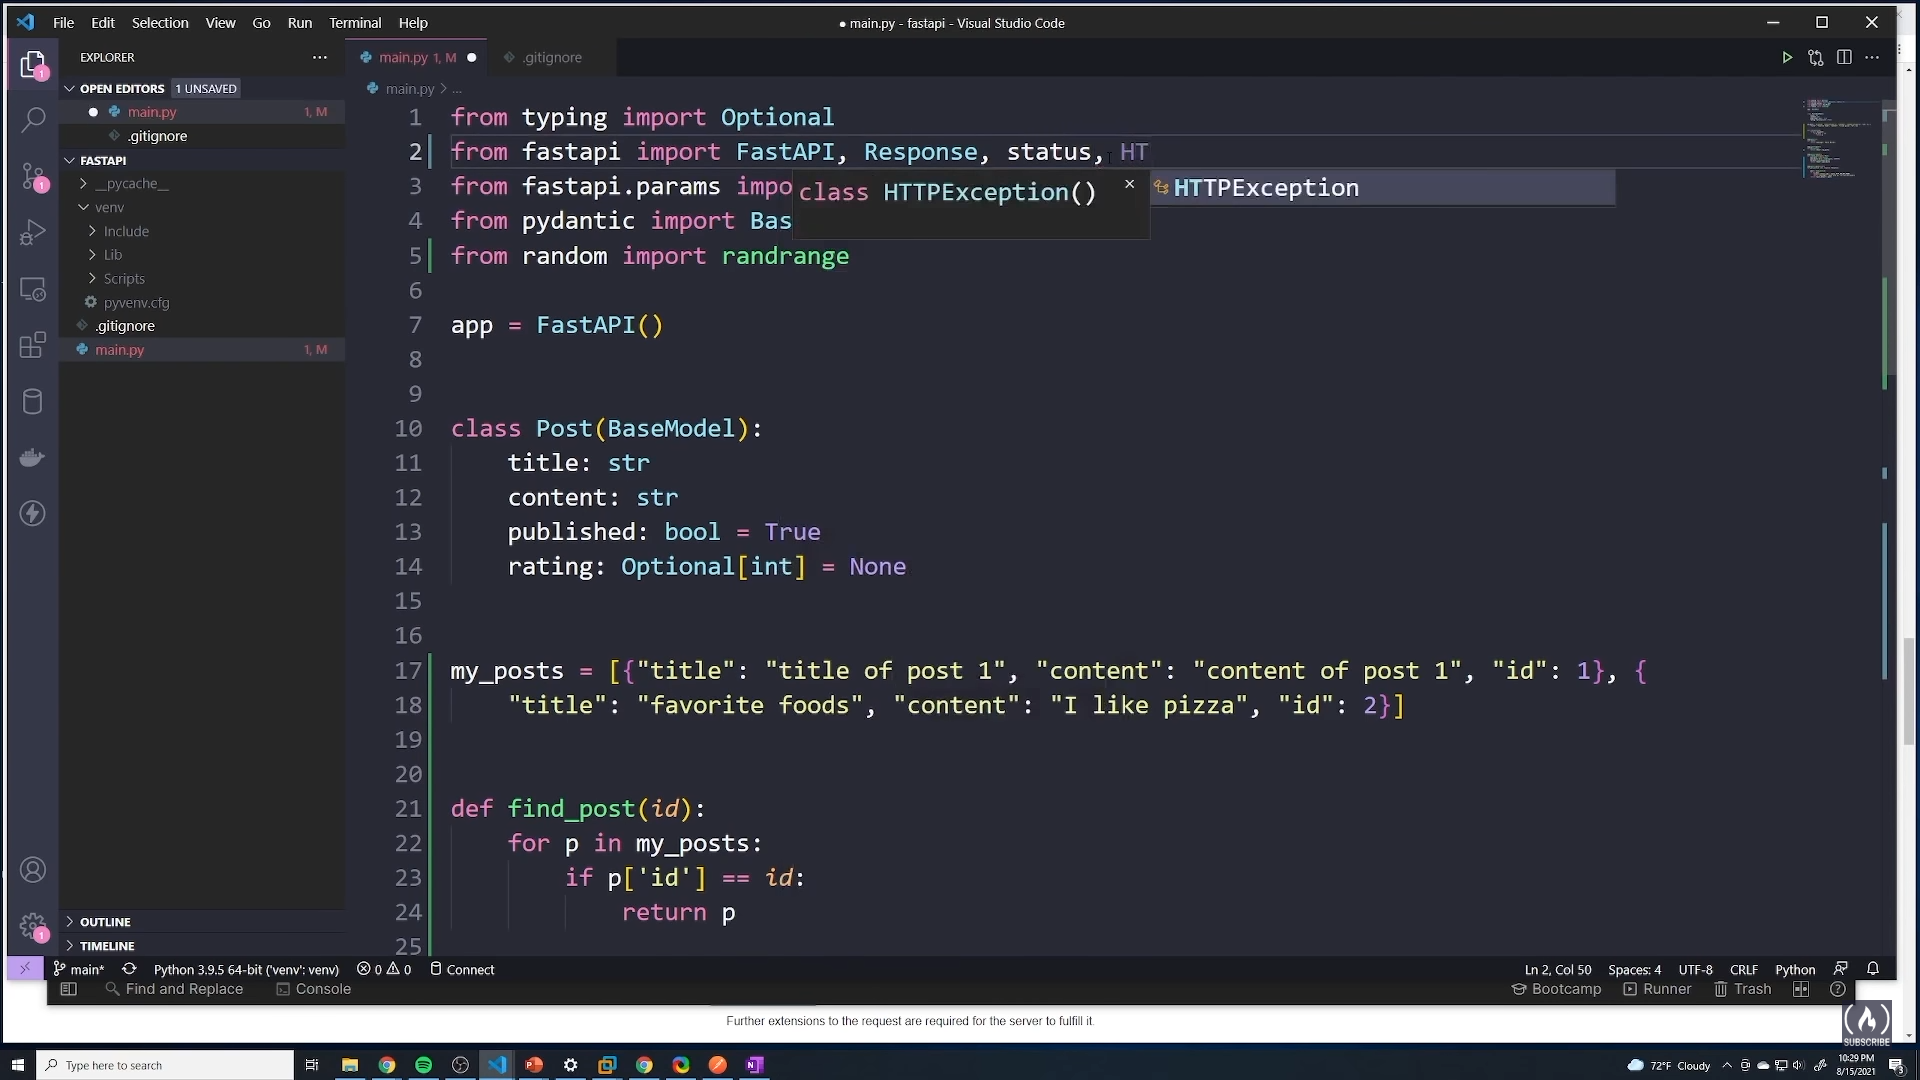 File Edit Selection View Go Run Terminal Help
● main.py - fastapi - Visual Studio Code
EXPLORER
OPEN EDITORS 1 UNSAVED
main.py 1, M
.gitignore
FASTAPI
__pycache__
venv
Include
Lib
Scripts
pyvenv.cfg
.gitignore
main.py 1, M
OUTLINE
TIMELINE
main.py 1, M
.gitignore
main.py > ...
1 from typing import Optional
2 from fastapi import FastAPI, Response, status, HT
3 from fastapi.params impo
class HTTPException()
HTTPException
4 from pydantic import Bas
5 from random import randrange
6
7 app = FastAPI()
8
9
10 class Post(BaseModel):
11 title: str
12 content: str
13 published: bool = True
14 rating: Optional[int] = None
15
16
17 my_posts = [{"title": "title of post 1", "content": "content of post 1", "id": 1}, {
18 "title": "favorite foods", "content": "I like pizza", "id": 2}]
19
20
21 def find_post(id):
22 for p in my_posts:
23 if p['id'] == id:
24 return p
25
main* Python 3.9.5 64-bit ('venv': venv) 0 0 Connect
Ln 2, Col 50 Spaces: 4 UTF-8 CRLF Python
Find and Replace Console
Bootcamp Runner Trash
Further extensions to the request are required for the server to fulfill it.
SUBSCRIBE
Type here to search
72°F Cloudy
10:29 PM
8/15/2021